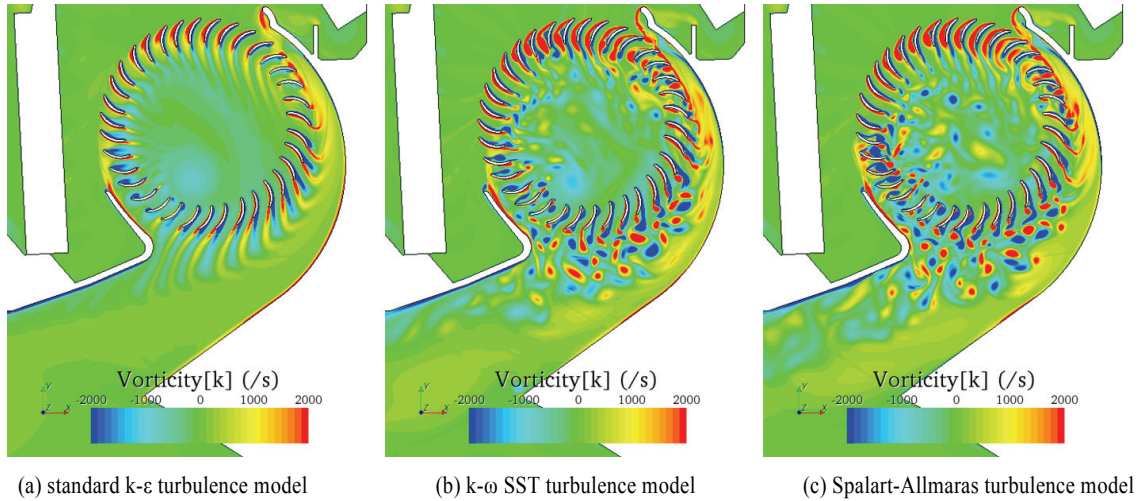 Vorticity[k] (/s)
-2000 -1000 0 1000 2000
Y
Z X
Vorticity[k] (/s)
-2000 -1000 0 1000 2000
Y
Z X
Vorticity[k] (/s)
-2000 -1000 0 1000 2000
Y
Z X
(a) standard k-ε turbulence model
(b) k-ω SST turbulence model
(c) Spalart-Allmaras turbulence model